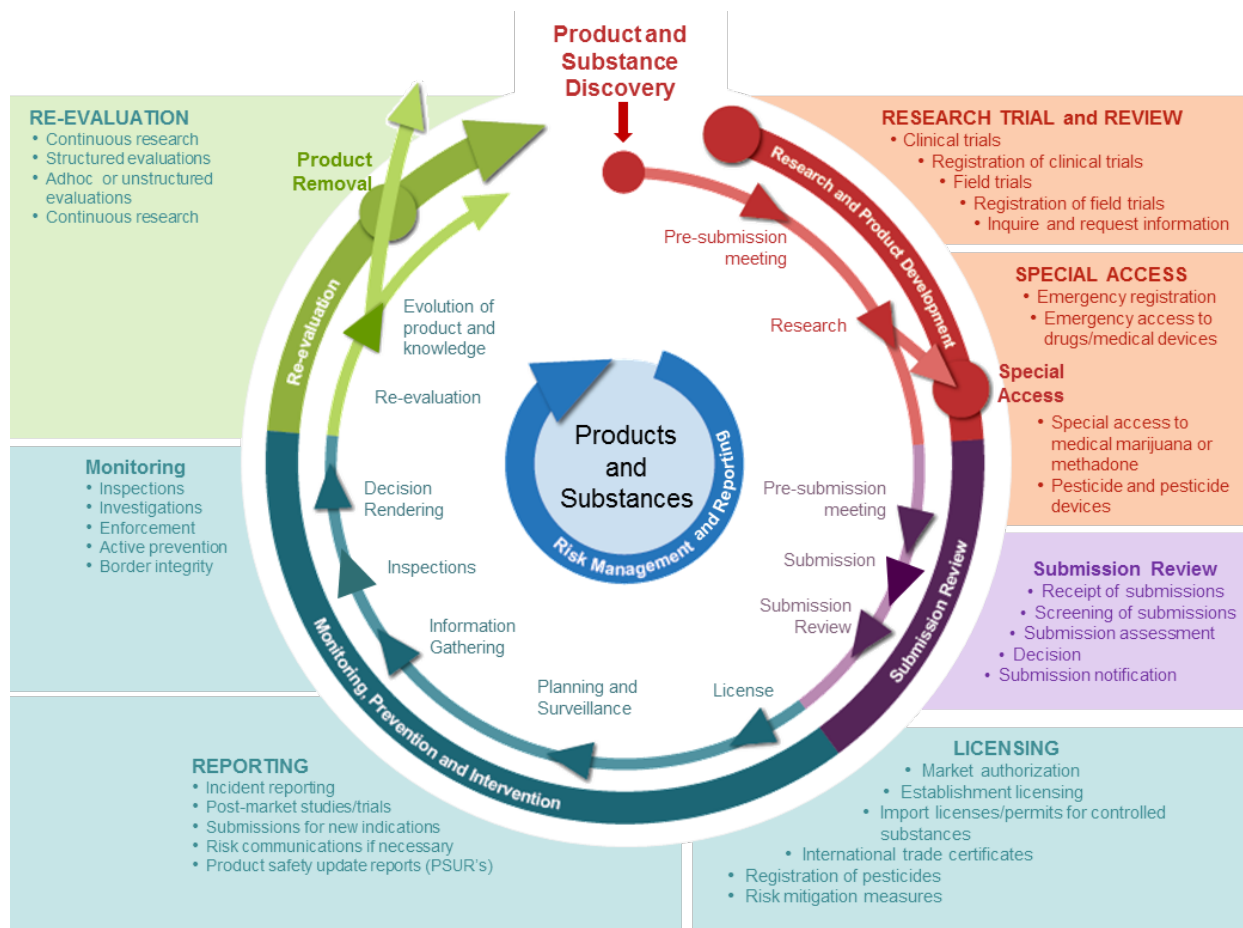 Product and
Substance
Discovery
RE-EVALUATION
• Continuous research
• Structured evaluations
• Adhoc or unstructured
evaluations
• Continuous research
Product
Removal
Re-evaluation
Evolution of
product and
knowledge
Re-evaluation
RESEARCH TRIAL and REVIEW
• Clinical trials
• Registration of clinical trials
• Field trials
• Registration of field trials
• Inquire and request information
Research and Product Development
Pre-submission
meeting
Research
SPECIAL ACCESS
• Emergency registration
• Emergency access to
drugs/medical devices
Special
Access
• Special access to
medical marijuana or
methadone
• Pesticide and pesticide
devices
Products
and
Substances
Risk Management and Reporting
Monitoring
• Inspections
• Investigations
• Enforcement
• Active prevention
• Border integrity
Decision
Rendering
Inspections
Information
Gathering
Planning and
Surveillance
License
Monitoring, Prevention and Intervention
Pre-submission
meeting
Submission
Submission
Review
Submission Review
Submission Review
• Receipt of submissions
• Screening of submissions
• Submission assessment
• Decision
• Submission notification
REPORTING
• Incident reporting
• Post-market studies/trials
• Submissions for new indications
• Risk communications if necessary
• Product safety update reports (PSUR's)
LICENSING
• Market authorization
• Establishment licensing
• Import licenses/permits for controlled
substances
• International trade certificates
• Registration of pesticides
• Risk mitigation measures